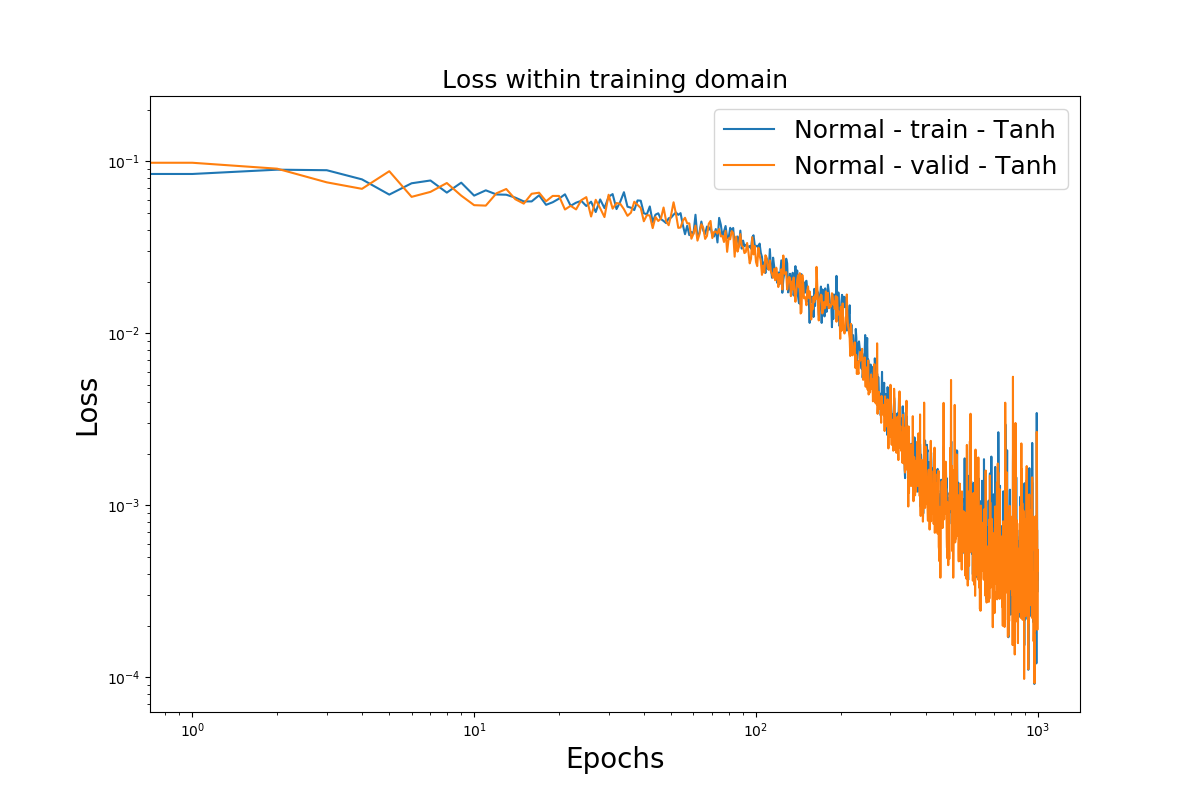 Loss within training domain
Normal - train - Tanh
Normal - valid - Tanh
Loss
10⁻¹
10⁻²
10⁻³
10⁻⁴
10⁰ 10¹ 10² 10³
Epochs